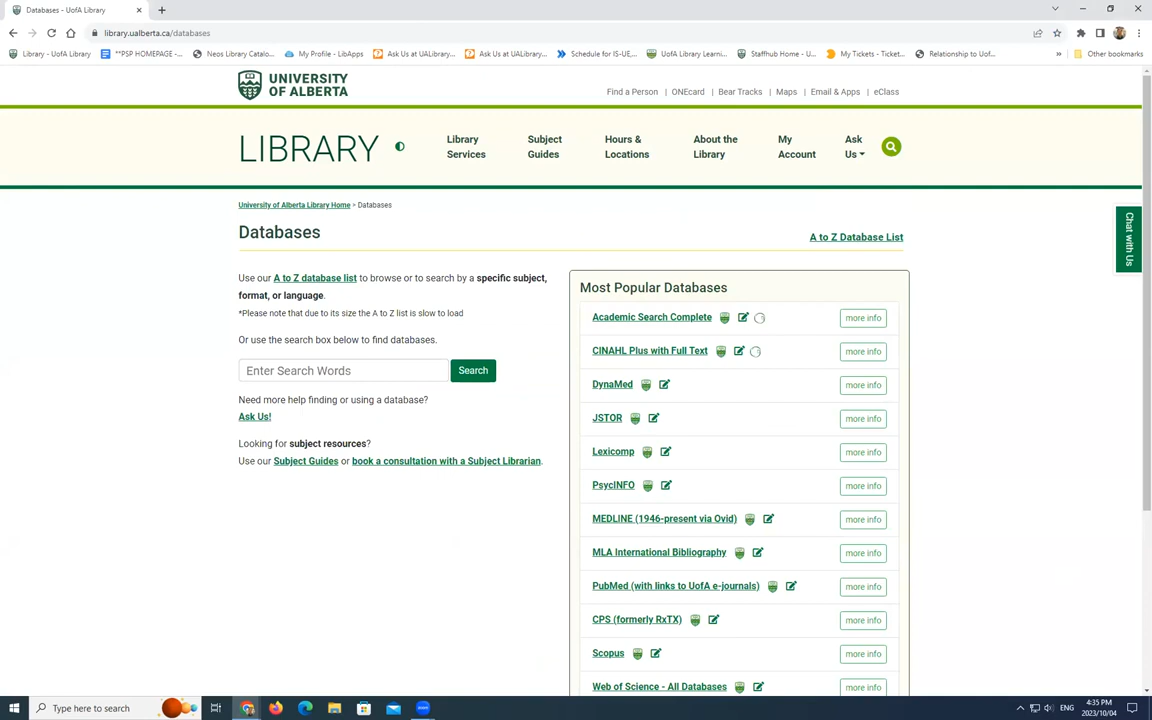 Databases - UofA Library
library.ualberta.ca/databases
Library - UofA Library
**PSP HOMEPAGE -...
Neos Library Catalo...
My Profile - LibApps
Ask Us at UALibrary...
Ask Us at UALibrary...
Schedule for IS-UE,...
UofA Library Learni...
Staffhub Home - U...
My Tickets - Ticket...
Relationship to Uof...
»
Other bookmarks
UNIVERSITY
OF ALBERTA
Find a Person | ONEcard | Bear Tracks | Maps | Email & Apps | eClass
LIBRARY
Library
Services
Subject
Guides
Hours &
Locations
About the
Library
My
Account
Ask
Us
University of Alberta Library Home > Databases
Databases
A to Z Database List
Chat with Us
Use our A to Z database list to browse or to search by a specific subject,
format, or language.
*Please note that due to its size the A to Z list is slow to load
Or use the search box below to find databases.
Enter Search Words
Search
Need more help finding or using a database?
Ask Us!
Looking for subject resources?
Use our Subject Guides or book a consultation with a Subject Librarian.
Most Popular Databases
Academic Search Complete more info
CINAHL Plus with Full Text more info
DynaMed more info
JSTOR more info
Lexicomp more info
PsycINFO more info
MEDLINE (1946-present via Ovid) more info
MLA International Bibliography more info
PubMed (with links to UofA e-journals) more info
CPS (formerly RxTX) more info
Scopus more info
Web of Science - All Databases more info
Type here to search
ENG
4:35 PM
2023/10/04